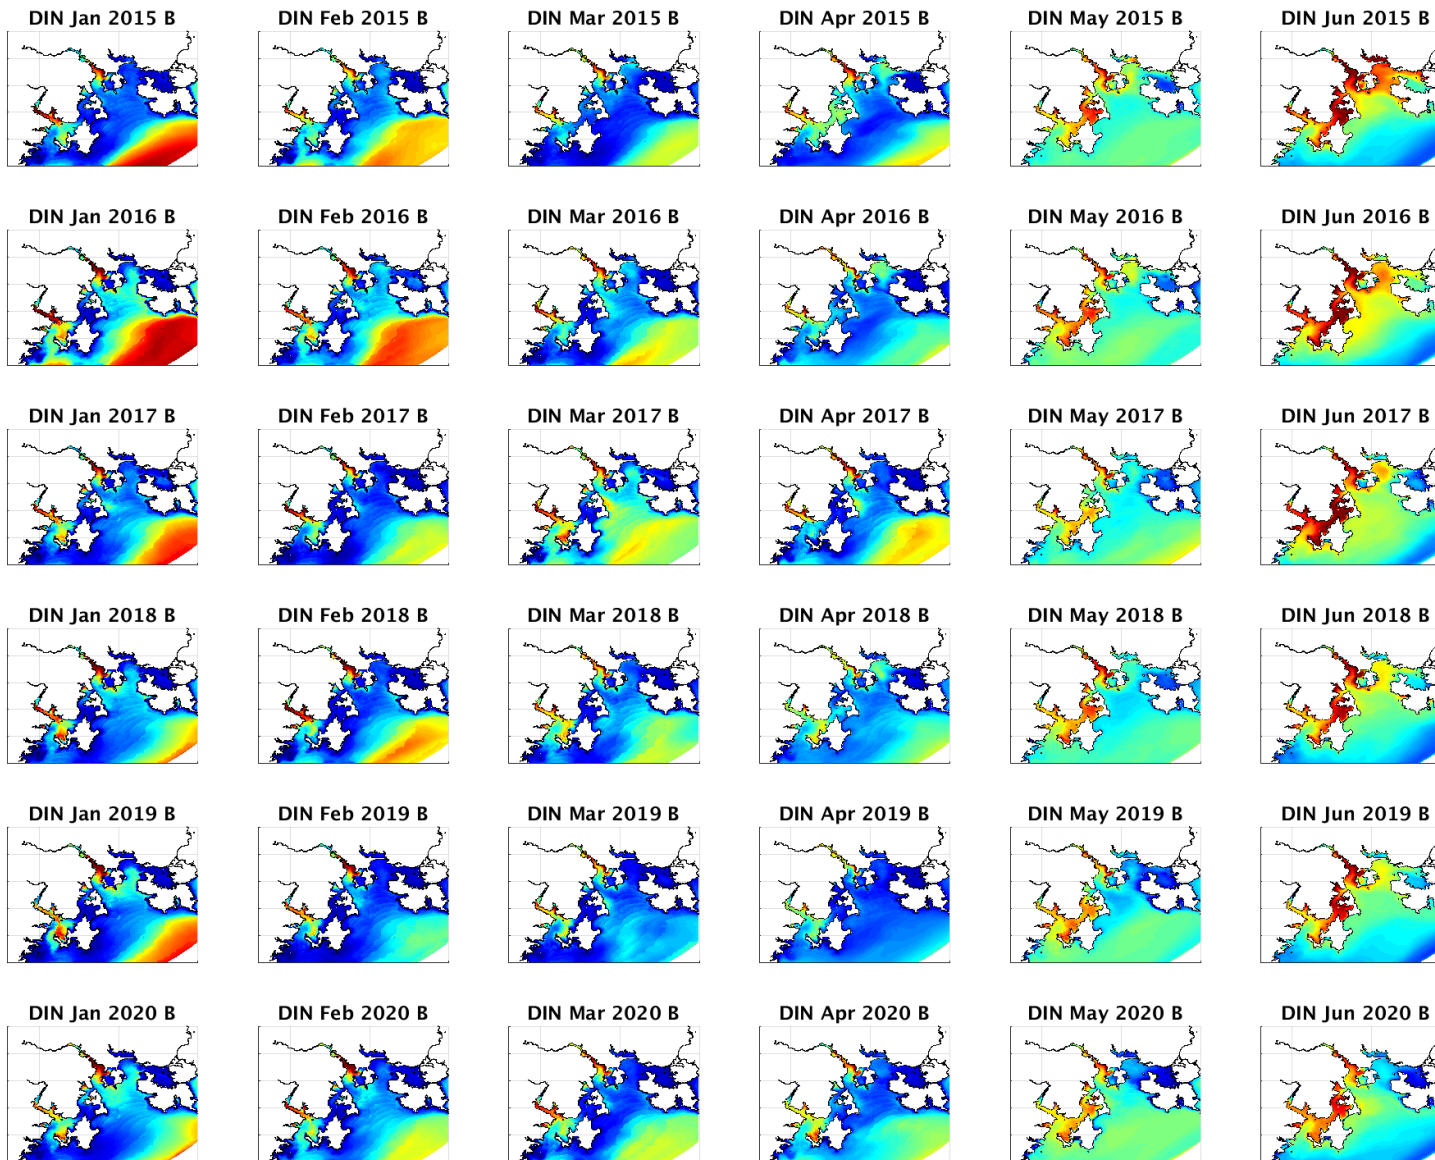 DIN Jan 2015 B DIN Feb 2015 B DIN Mar 2015 B DIN Apr 2015 B DIN May 2015 B DIN Jun 2015 B
DIN Jan 2016 B DIN Feb 2016 B DIN Mar 2016 B DIN Apr 2016 B DIN May 2016 B DIN Jun 2016 B
DIN Jan 2017 B DIN Feb 2017 B DIN Mar 2017 B DIN Apr 2017 B DIN May 2017 B DIN Jun 2017 B
DIN Jan 2018 B DIN Feb 2018 B DIN Mar 2018 B DIN Apr 2018 B DIN May 2018 B DIN Jun 2018 B
DIN Jan 2019 B DIN Feb 2019 B DIN Mar 2019 B DIN Apr 2019 B DIN May 2019 B DIN Jun 2019 B
DIN Jan 2020 B DIN Feb 2020 B DIN Mar 2020 B DIN Apr 2020 B DIN May 2020 B DIN Jun 2020 B